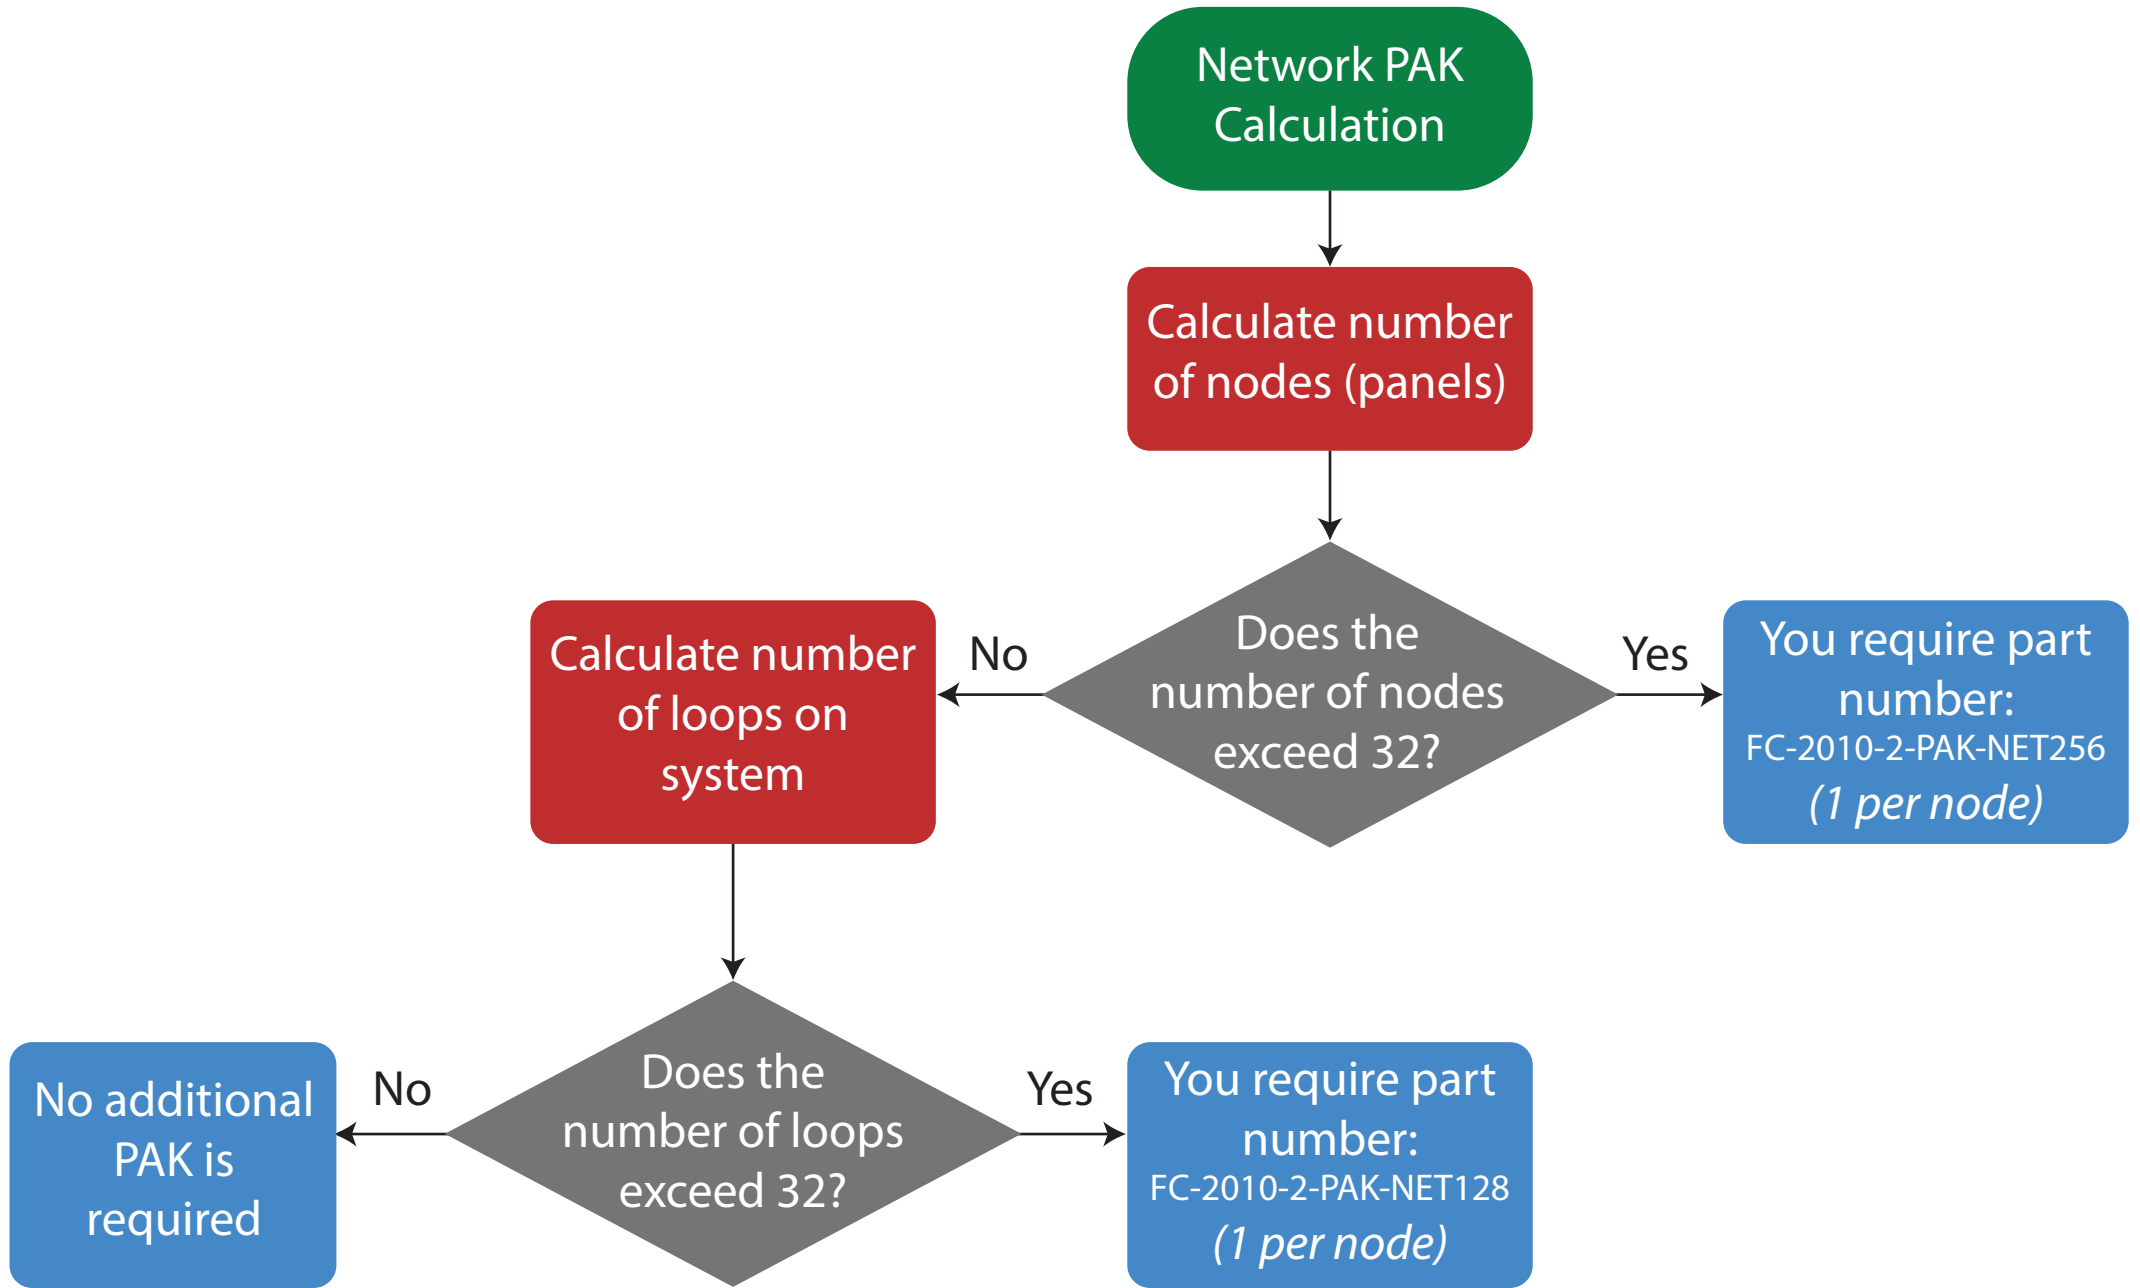 Network PAK
Calculation
Calculate number
of nodes (panels)
Does the
number of nodes
exceed 32?
No
Yes
Calculate number
of loops on
system
You require part
number:
FC-2010-2-PAK-NET256
(1 per node)
Does the
number of loops
exceed 32?
No
Yes
No additional
PAK is
required
You require part
number:
FC-2010-2-PAK-NET128
(1 per node)